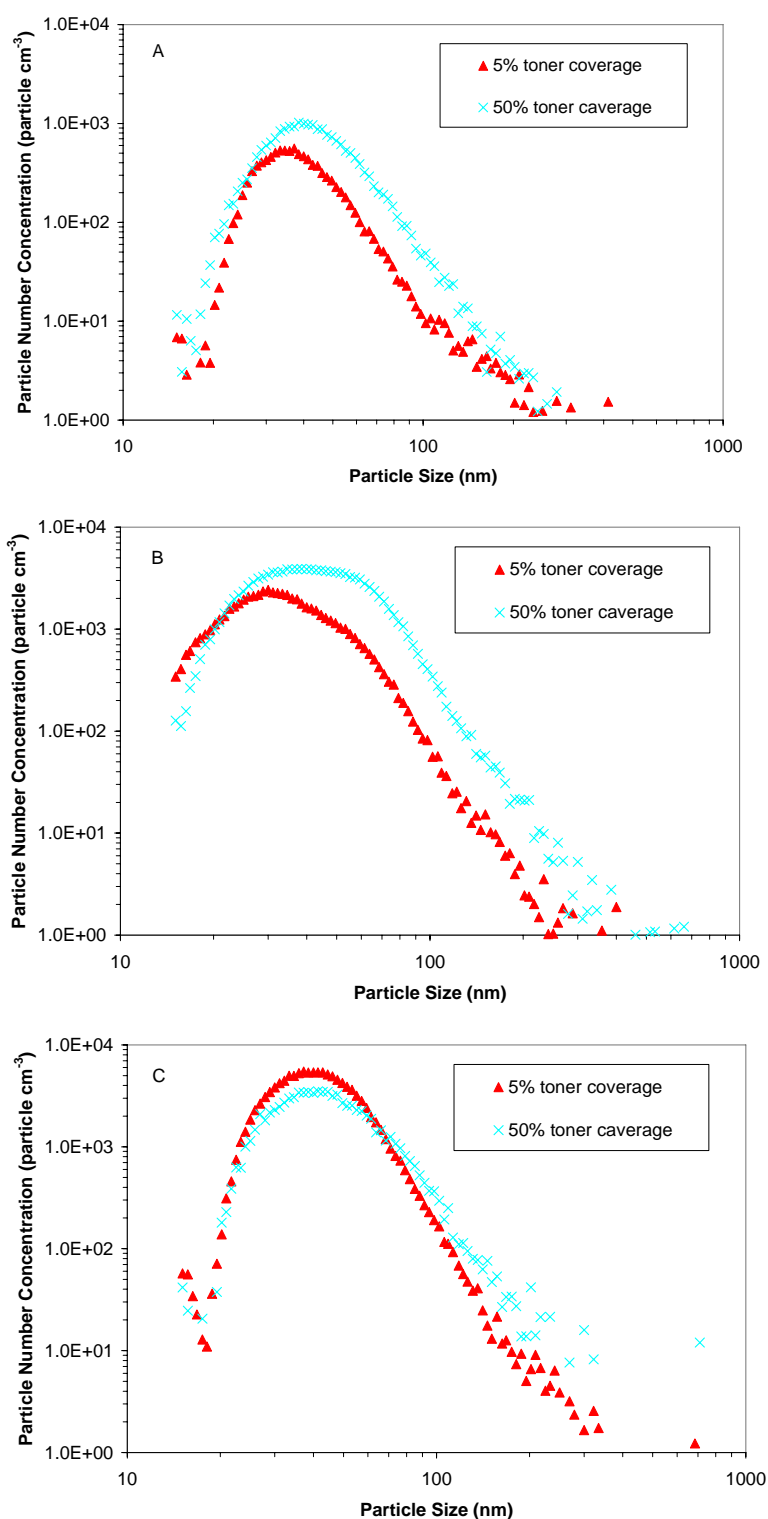 A
5% toner coverage
50% toner caverage
1.0E+04
1.0E+03
1.0E+02
1.0E+01
1.0E+00
Particle Number Concentration (particle cm-3)
10
100
1000
Particle Size (nm)
B
5% toner coverage
50% toner caverage
1.0E+04
1.0E+03
1.0E+02
1.0E+01
1.0E+00
Particle Number Concentration (particle cm-3)
10
100
1000
Particle Size (nm)
C
5% toner coverage
50% toner caverage
1.0E+04
1.0E+03
1.0E+02
1.0E+01
1.0E+00
Particle Number Concentration (particle cm-3)
10
100
1000
Particle Size (nm)